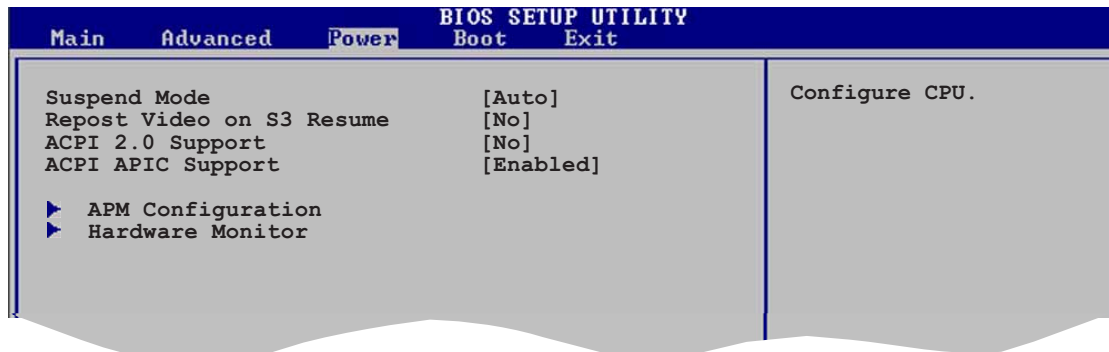 BIOS SETUP UTILITY
Main Advanced Power Boot Exit
Suspend Mode [Auto]
Repost Video on S3 Resume [No]
ACPI 2.0 Support [No]
ACPI APIC Support [Enabled]
APM Configuration
Hardware Monitor
Configure CPU.